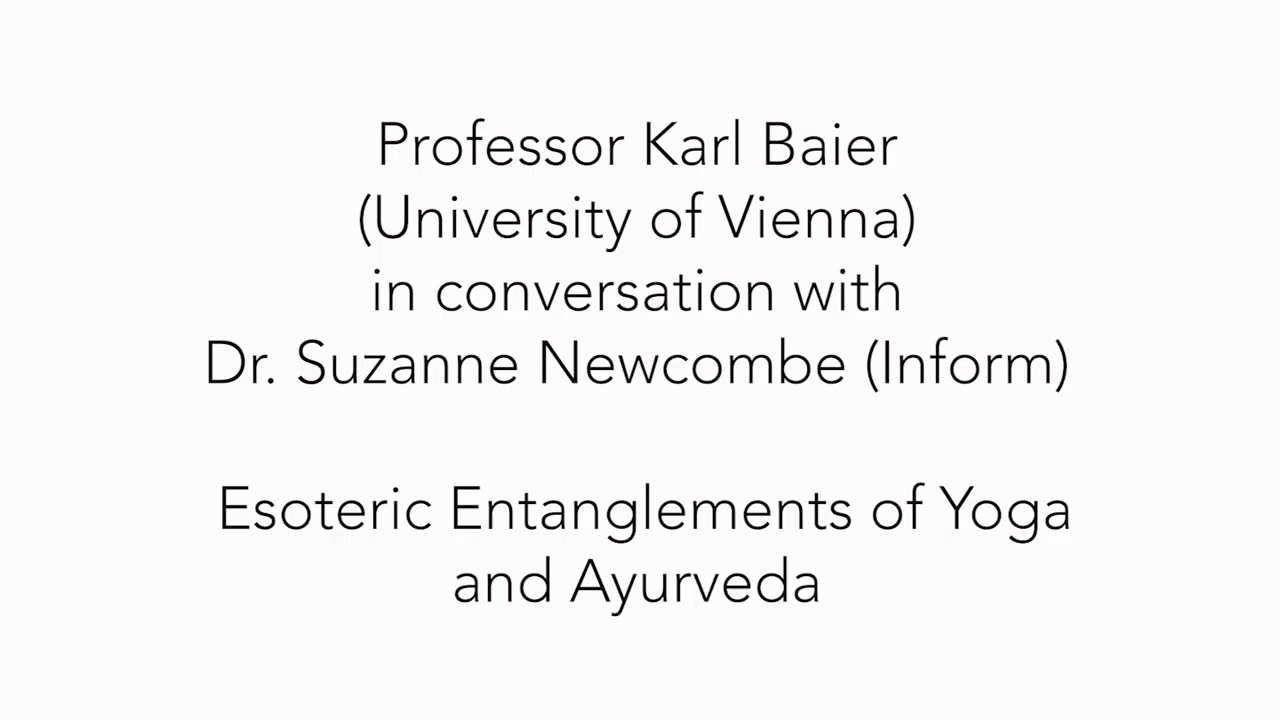 Professor Karl Baier
(University of Vienna)
in conversation with
Dr. Suzanne Newcombe (Inform)
Esoteric Entanglements of Yoga
and Ayurveda